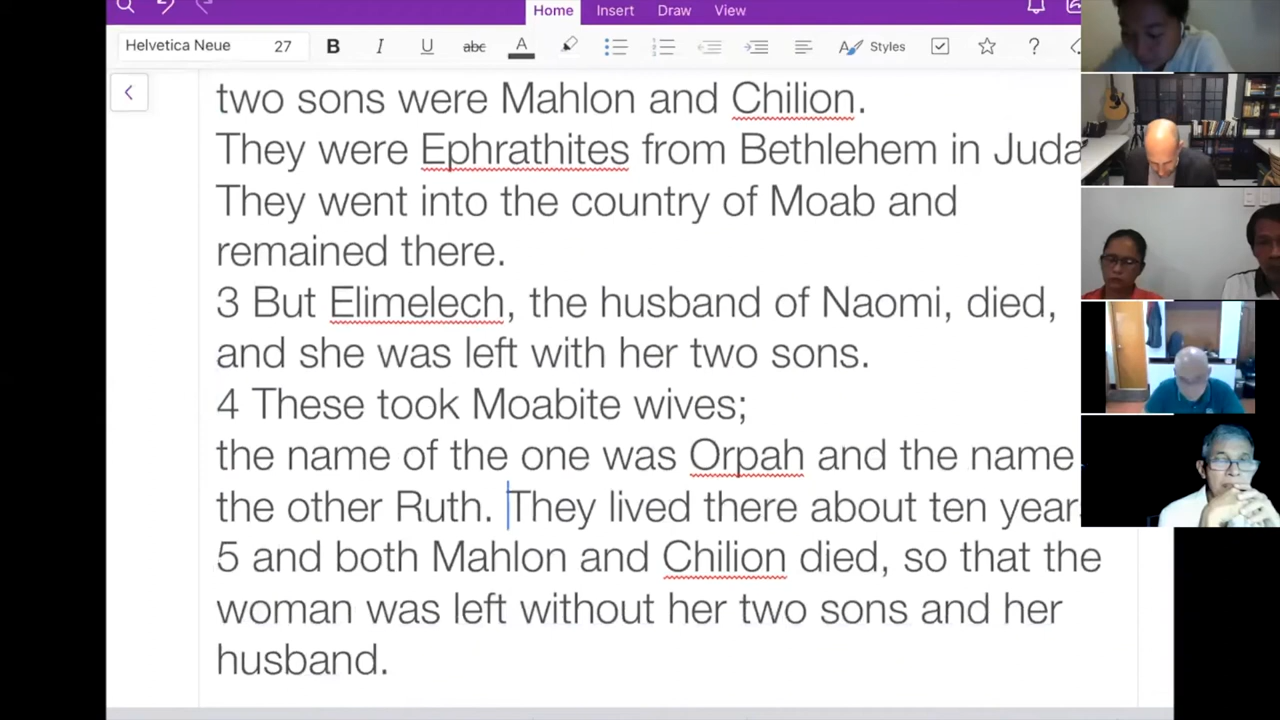 Home Insert Draw View
Helvetica Neue 27 B I U abc A Styles ?
two sons were Mahlon and Chilion.
They were Ephrathites from Bethlehem in Juda
They went into the country of Moab and
remained there.
3 But Elimelech, the husband of Naomi, died,
and she was left with her two sons.
4 These took Moabite wives;
the name of the one was Orpah and the name
the other Ruth. They lived there about ten year
5 and both Mahlon and Chilion died, so that the
woman was left without her two sons and her
husband.